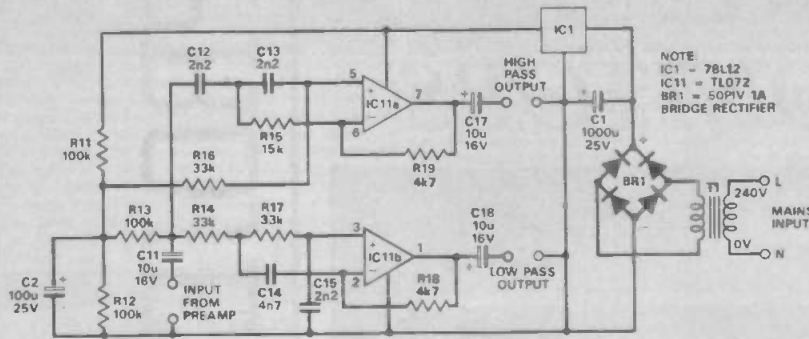 C12
2n2
C13
2n2
5
+
IC11a
7
6
−
R15
15k
R11
100k
R16
33k
R19
4k7
+
C17
10u
16V
HIGH
PASS
OUTPUT
IC1
+
C1
1000u
25V
NOTE:
IC1 = 78L12
IC11 = TL072
BR1 = 50PIV 1A
BRIDGE RECTIFIER
+
BR1
T1
240V
L
MAINS
INPUT
0V
N
R13
100k
R14
33k
R17
33k
3
+
IC11b
1
2
−
C18
10u
16V
+
LOW PASS
OUTPUT
C2
100u
25V
+
C11
10u
16V
R12
100k
INPUT
FROM
PREAMP
C14
4n7
C15
2n2
R18
4k7